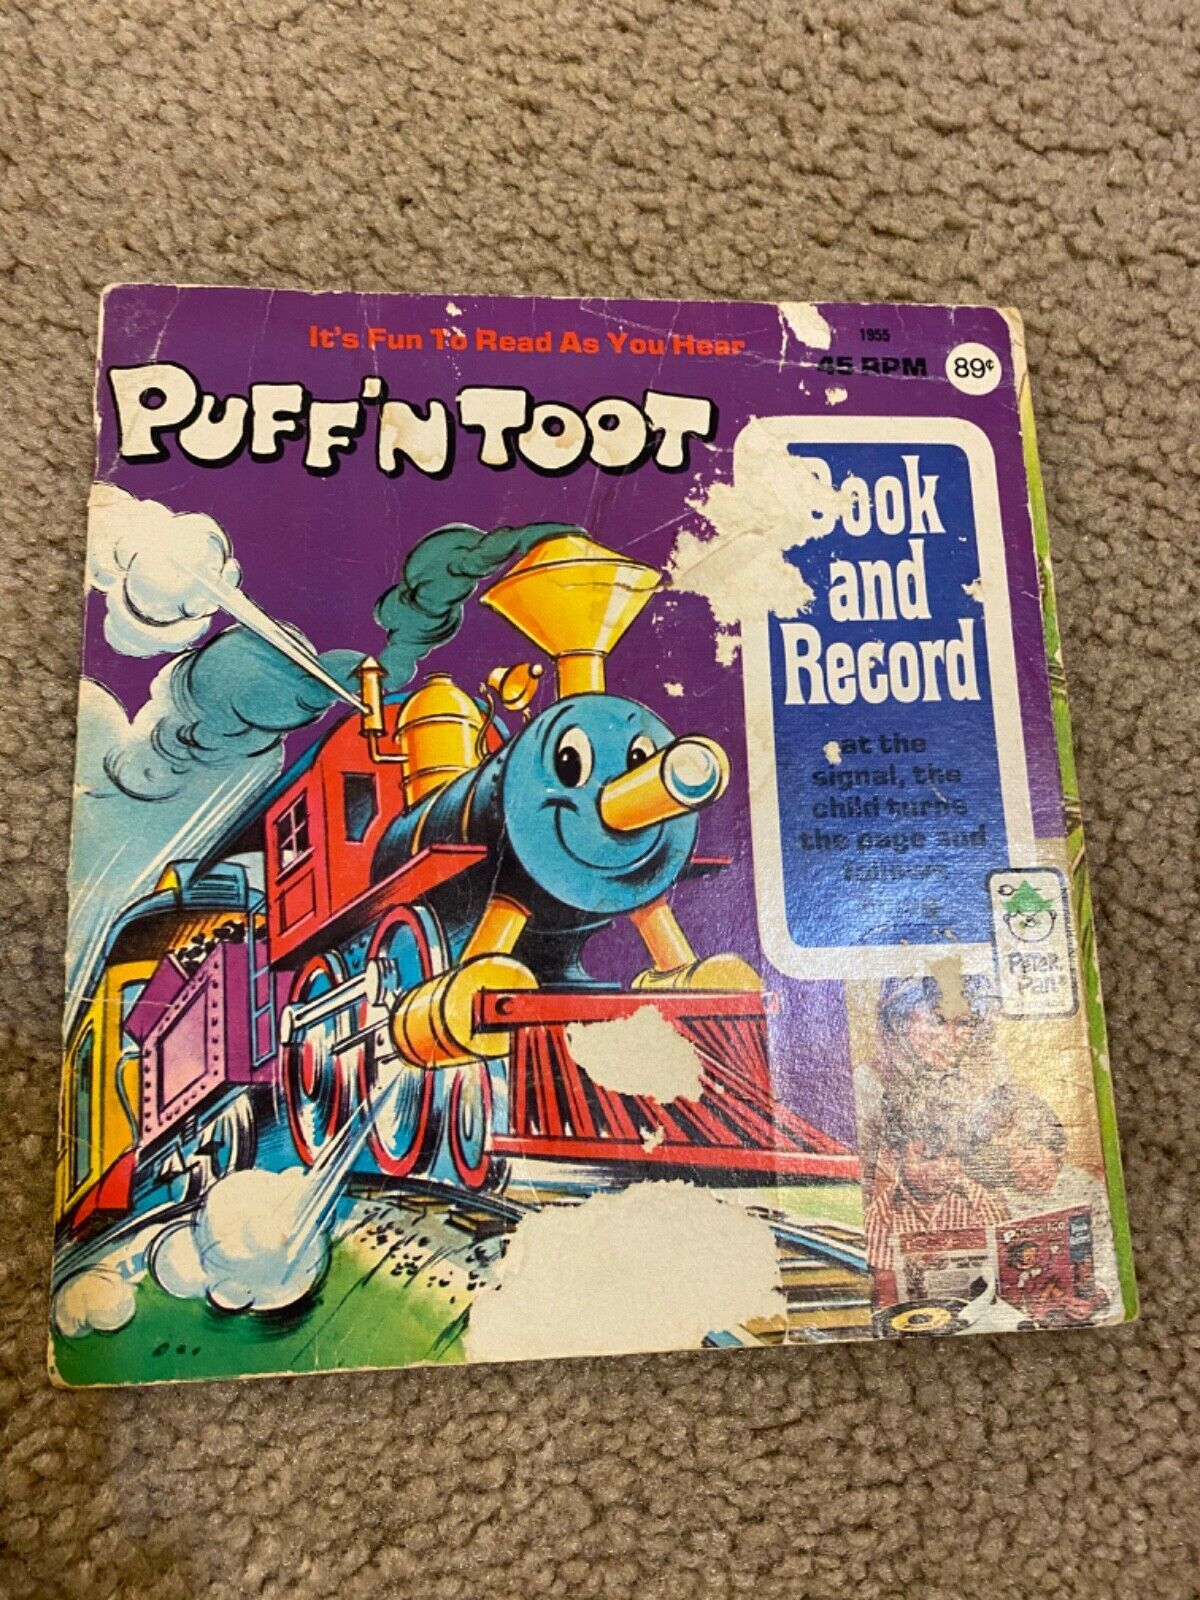 It's Fun To Read As You Hear
1955
45 RPM
89¢
PUFF 'N TOOT
Book
and
Record
at the
signal, the
child turns
the page and
follows
PETER
Pan